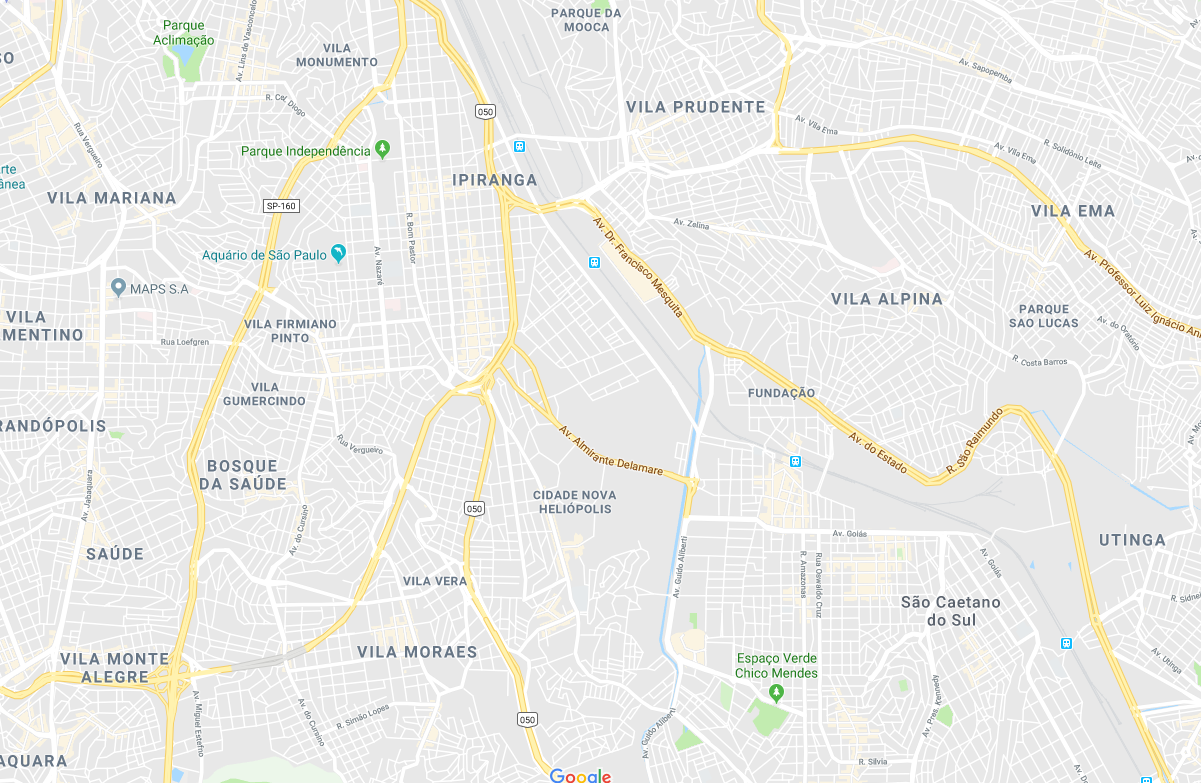 PARQUE DA
MOOCA
Parque
Aclimação
Av. Lins de Vasconcelos
VILA
MONUMENTO
Av. Sapopemba
R. Cel. Diogo
050
VILA PRUDENTE
Rua Vergueiro
Av. Vila Ema
R. Solidônio Leite
Parque Independência
Av. Vila Ema
IPIRANGA
VILA MARIANA
SP-160
VILA EMA
R. Bom Pastor
Av. Zelina
Av. Nazaré
Av. Dr. Francisco Mesquita
Aquário de São Paulo
Av. Professor Luiz Ignácio
MAPS S.A
VILA ALPINA
PARQUE
SAO LUCAS
VILA
MENTINO
VILA FIRMIANO
PINTO
Av. do Oratório
Rua Loefgren
R. Costa Barros
VILA
GUMERCINDO
FUNDAÇÃO
RANDÓPOLIS
Rua Vergueiro
Av. Almirante Delamare
Av. do Estado
R. São Raimundo
BOSQUE
DA SAÚDE
Av. Jabaquara
CIDADE NOVA
HELIÓPOLIS
050
Av. do Cursino
Av. Goiás
SAÚDE
UTINGA
Av. Guido Aliberti
R. Amazonas
Rua Oswaldo Cruz
Av. Goiás
VILA VERA
São Caetano
do Sul
R. Sidnei
VILA MORAES
VILA MONTE
ALEGRE
Espaço Verde
Chico Mendes
Av. Utinga
Av. Pres. Kennedy
Av. Miguel Estefno
Av. do Cursino
R. Simão Lopes
050
Av. Guido Aliberti
AQUARA
R. Silvia
Google